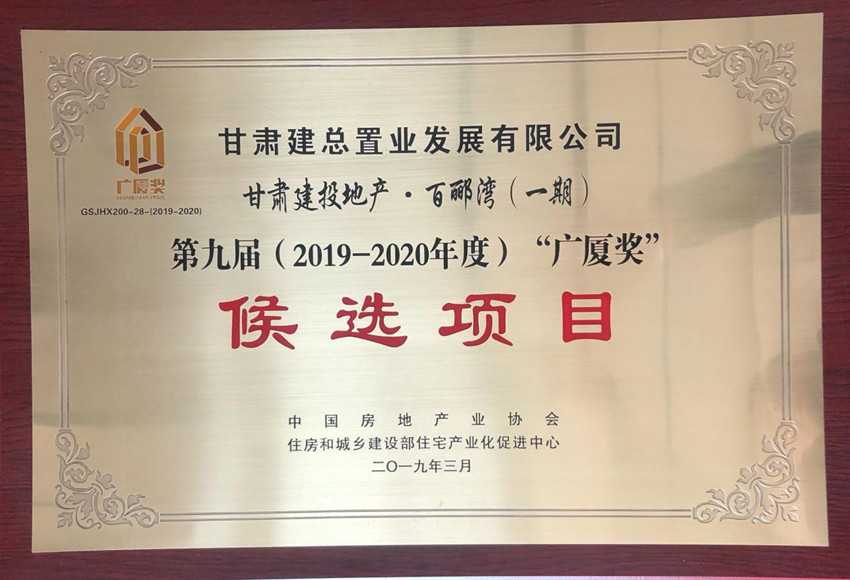 甘肃建总置业发展有限公司
广厦奖
GSJHX200-28-(2019-2020)
甘肃建投地产·百郦湾（一期）
第九届（2019-2020年度）“广厦奖”
候选项目
中国房地产业协会
住房和城乡建设部住宅产业化促进中心
二〇一九年三月